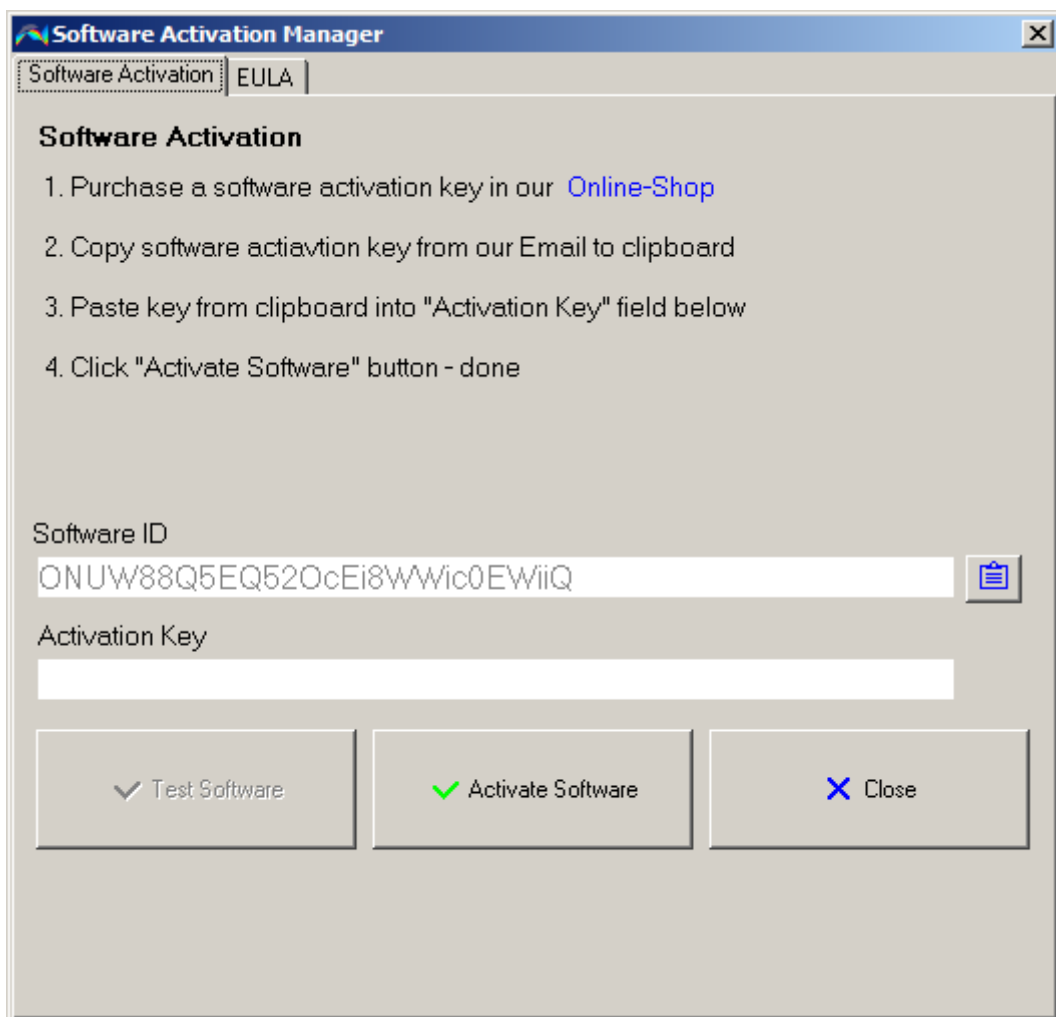 Software Activation Manager
Software Activation EULA
Software Activation
1. Purchase a software activation key in our Online-Shop
2. Copy software actiavtion key from our Email to clipboard
3. Paste key from clipboard into "Activation Key" field below
4. Click "Activate Software" button - done
Software ID
ONUW88Q5EQ52OcEi8WWic0EWiiQ
Activation Key
Test Software Activate Software Close